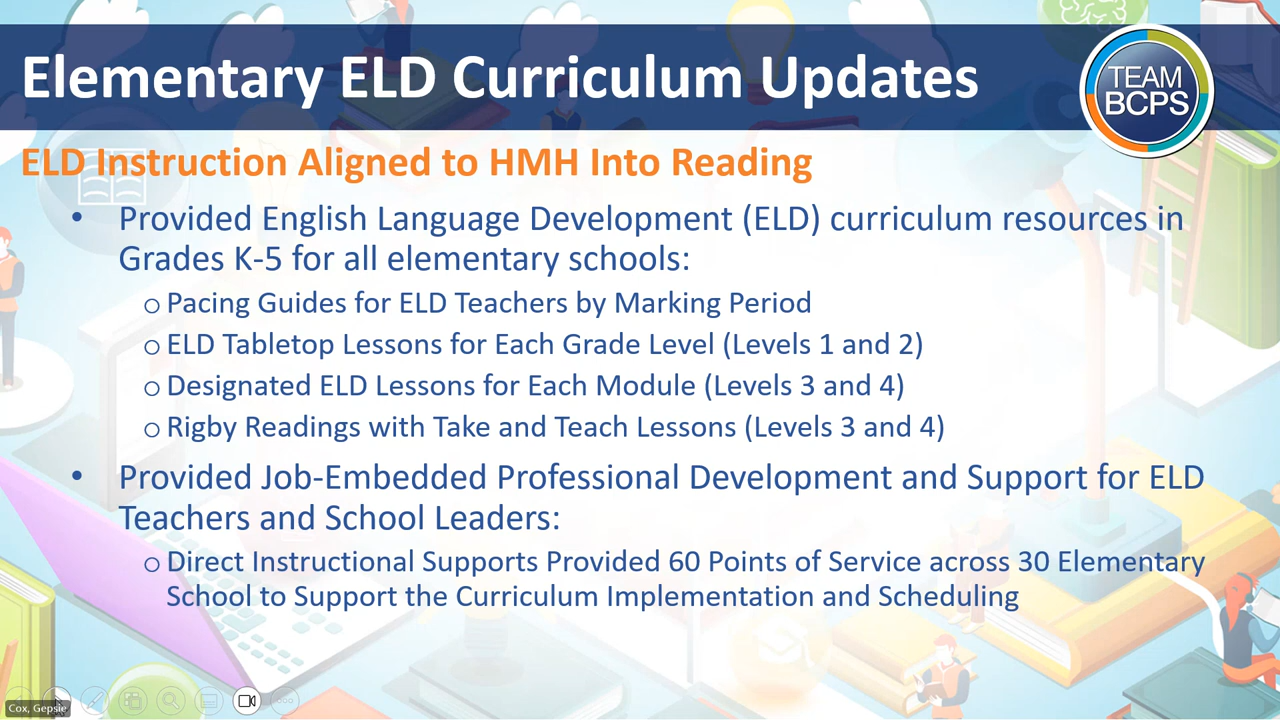 Elementary ELD Curriculum Updates
TEAM
BCPS
ELD Instruction Aligned to HMH Into Reading
• Provided English Language Development (ELD) curriculum resources in
Grades K-5 for all elementary schools:
o Pacing Guides for ELD Teachers by Marking Period
o ELD Tabletop Lessons for Each Grade Level (Levels 1 and 2)
o Designated ELD Lessons for Each Module (Levels 3 and 4)
o Rigby Readings with Take and Teach Lessons (Levels 3 and 4)
• Provided Job-Embedded Professional Development and Support for ELD
Teachers and School Leaders:
o Direct Instructional Supports Provided 60 Points of Service across 30 Elementary
School to Support the Curriculum Implementation and Scheduling
Cox, Gepsie